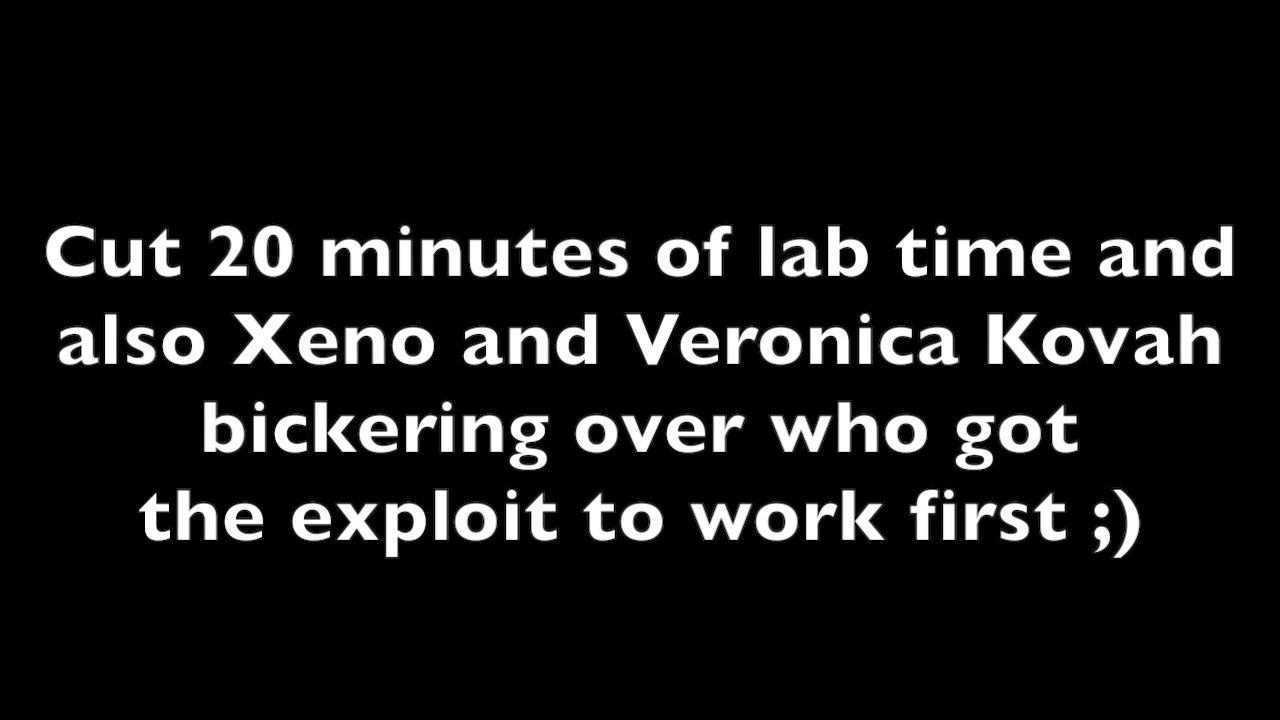 Cut 20 minutes of lab time and
also Xeno and Veronica Kovah
bickering over who got
the exploit to work first ;)